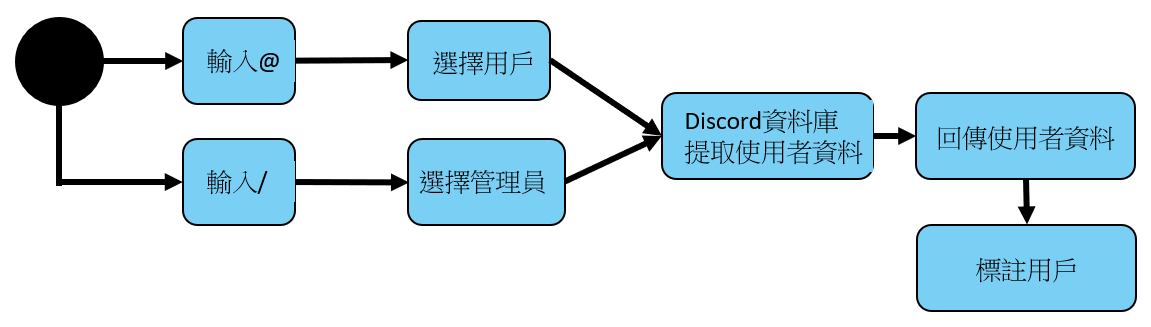 輸入@
選擇用戶
輸入/
選擇管理員
Discord資料庫
提取使用者資料
回傳使用者資料
標註用戶